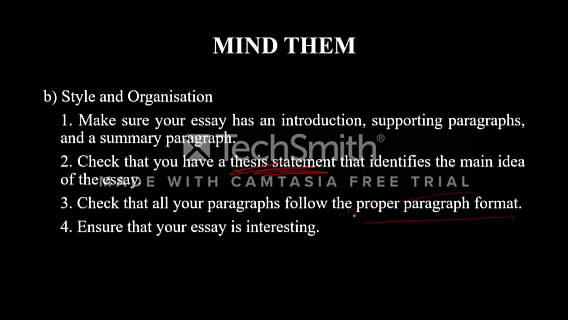 MIND THEM
b) Style and Organisation
1. Make sure your essay has an introduction, supporting paragraphs,
and a summary paragraph.
TechSmith®
2. Check that you have a thesis statement that identifies the main idea
of the essay.
MADE WITH CAMTASIA FREE TRIAL
3. Check that all your paragraphs follow the proper paragraph format.
4. Ensure that your essay is interesting.